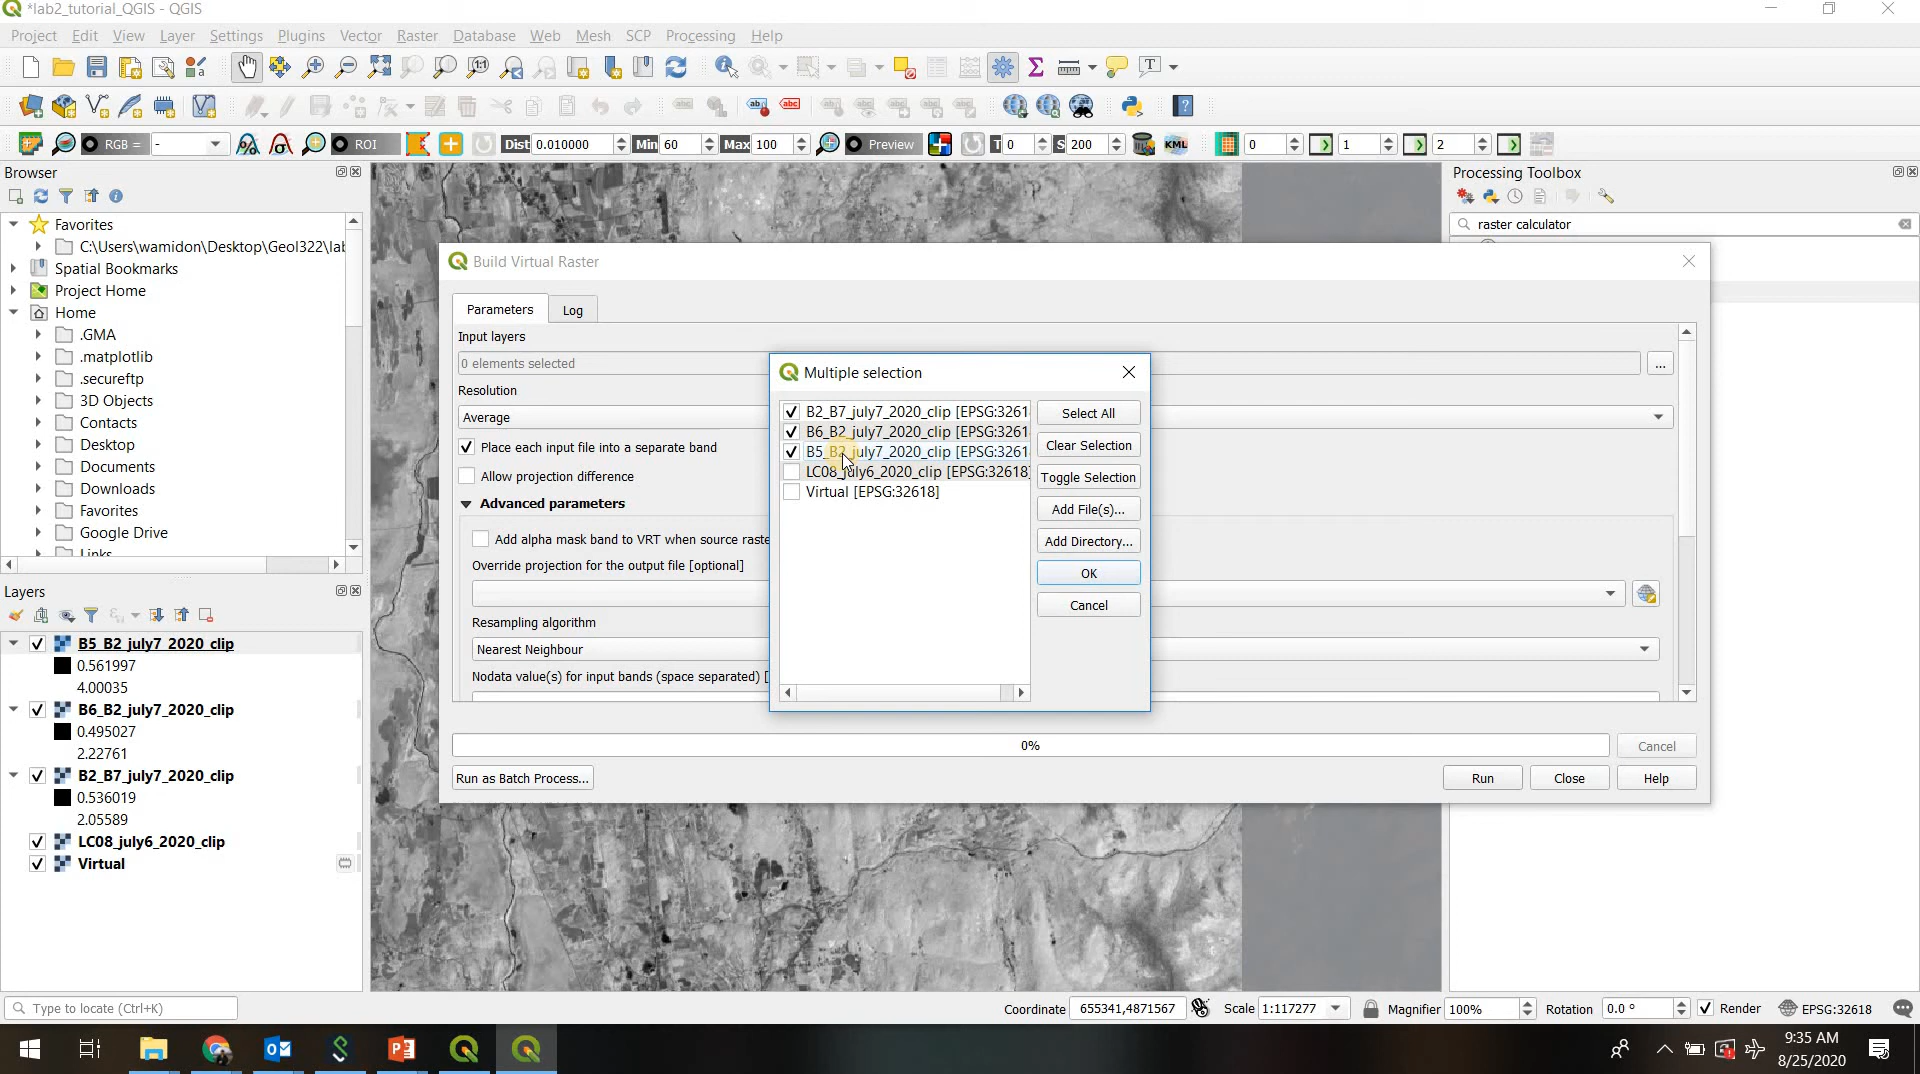 *lab2_tutorial_QGIS - QGIS
Project Edit View Layer Settings Plugins Vector Raster Database Web Mesh SCP Processing Help
RGB = - ROI Dist 0.010000 Min 60 Max 100 Preview T 0 S 200 KML 0 1 2
Browser
Favorites
C:\Users\wamidon\Desktop\Geol322\lab
Spatial Bookmarks
Project Home
Home
.GMA
.matplotlib
.secureftp
3D Objects
Contacts
Desktop
Documents
Downloads
Favorites
Google Drive
Links
Layers
B5_B2_july7_2020_clip
0.561997
4.00035
B6_B2_july7_2020_clip
0.495027
2.22761
B2_B7_july7_2020_clip
0.536019
2.05589
LC08_july6_2020_clip
Virtual
Build Virtual Raster
Parameters Log
Input layers
0 elements selected
...
Resolution
Average
Place each input file into a separate band
Allow projection difference
Advanced parameters
Add alpha mask band to VRT when source raste
Override projection for the output file [optional]
Resampling algorithm
Nearest Neighbour
Nodata value(s) for input bands (space separated) [
0%
Cancel
Run as Batch Process...
Run Close Help
Multiple selection
B2_B7_july7_2020_clip [EPSG:32618
B6_B2_july7_2020_clip [EPSG:32618
B5_B2_july7_2020_clip [EPSG:32618
LC08_july6_2020_clip [EPSG:32618]
Virtual [EPSG:32618]
Select All
Clear Selection
Toggle Selection
Add File(s)...
Add Directory...
OK
Cancel
Processing Toolbox
raster calculator
Type to locate (Ctrl+K)
Coordinate 655341,4871567 Scale 1:117277 Magnifier 100% Rotation 0.0 ° Render EPSG:32618
9:35 AM
8/25/2020